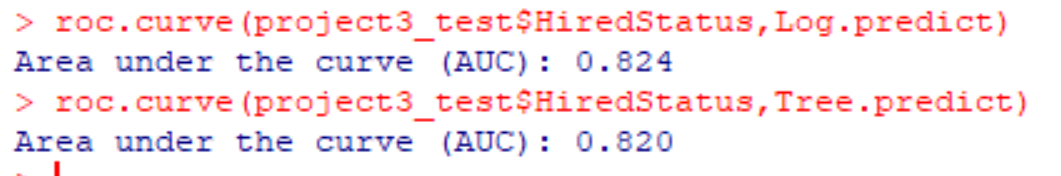 > roc.curve(project3_test$HiredStatus,Log.predict)
Area under the curve (AUC): 0.824
> roc.curve(project3_test$HiredStatus,Tree.predict)
Area under the curve (AUC): 0.820
>